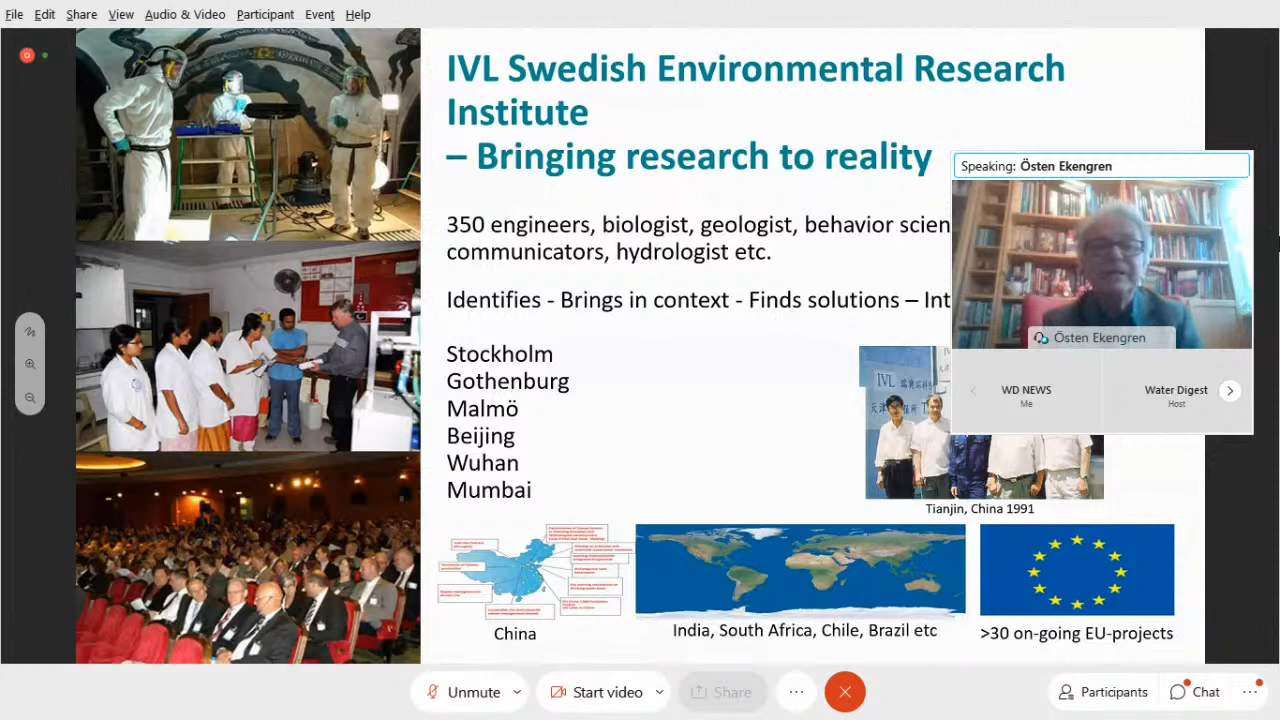 File Edit Share View Audio & Video Participant Event Help
IVL Swedish Environmental Research
Institute
– Bringing research to reality
Speaking: Östen Ekengren
350 engineers, biologist, geologist, behavior scien
communicators, hydrologist etc.
Identifies - Brings in context - Finds solutions – Int
Östen Ekengren
WD NEWS
Me
Water Digest
Host
Stockholm
Gothenburg
Malmö
Beijing
Wuhan
Mumbai
IVL
Tianjin, China 1991
China
India, South Africa, Chile, Brazil etc
>30 on-going EU-projects
Unmute
Start video
Share
Participants
Chat